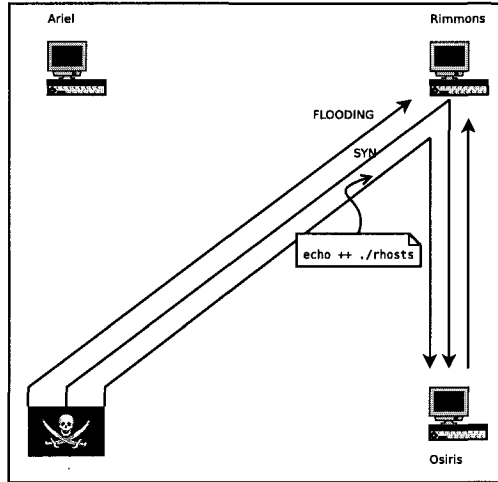 Ariel
Rimmons
FLOODING
SYN
echo ++ ./rhosts
Osiris